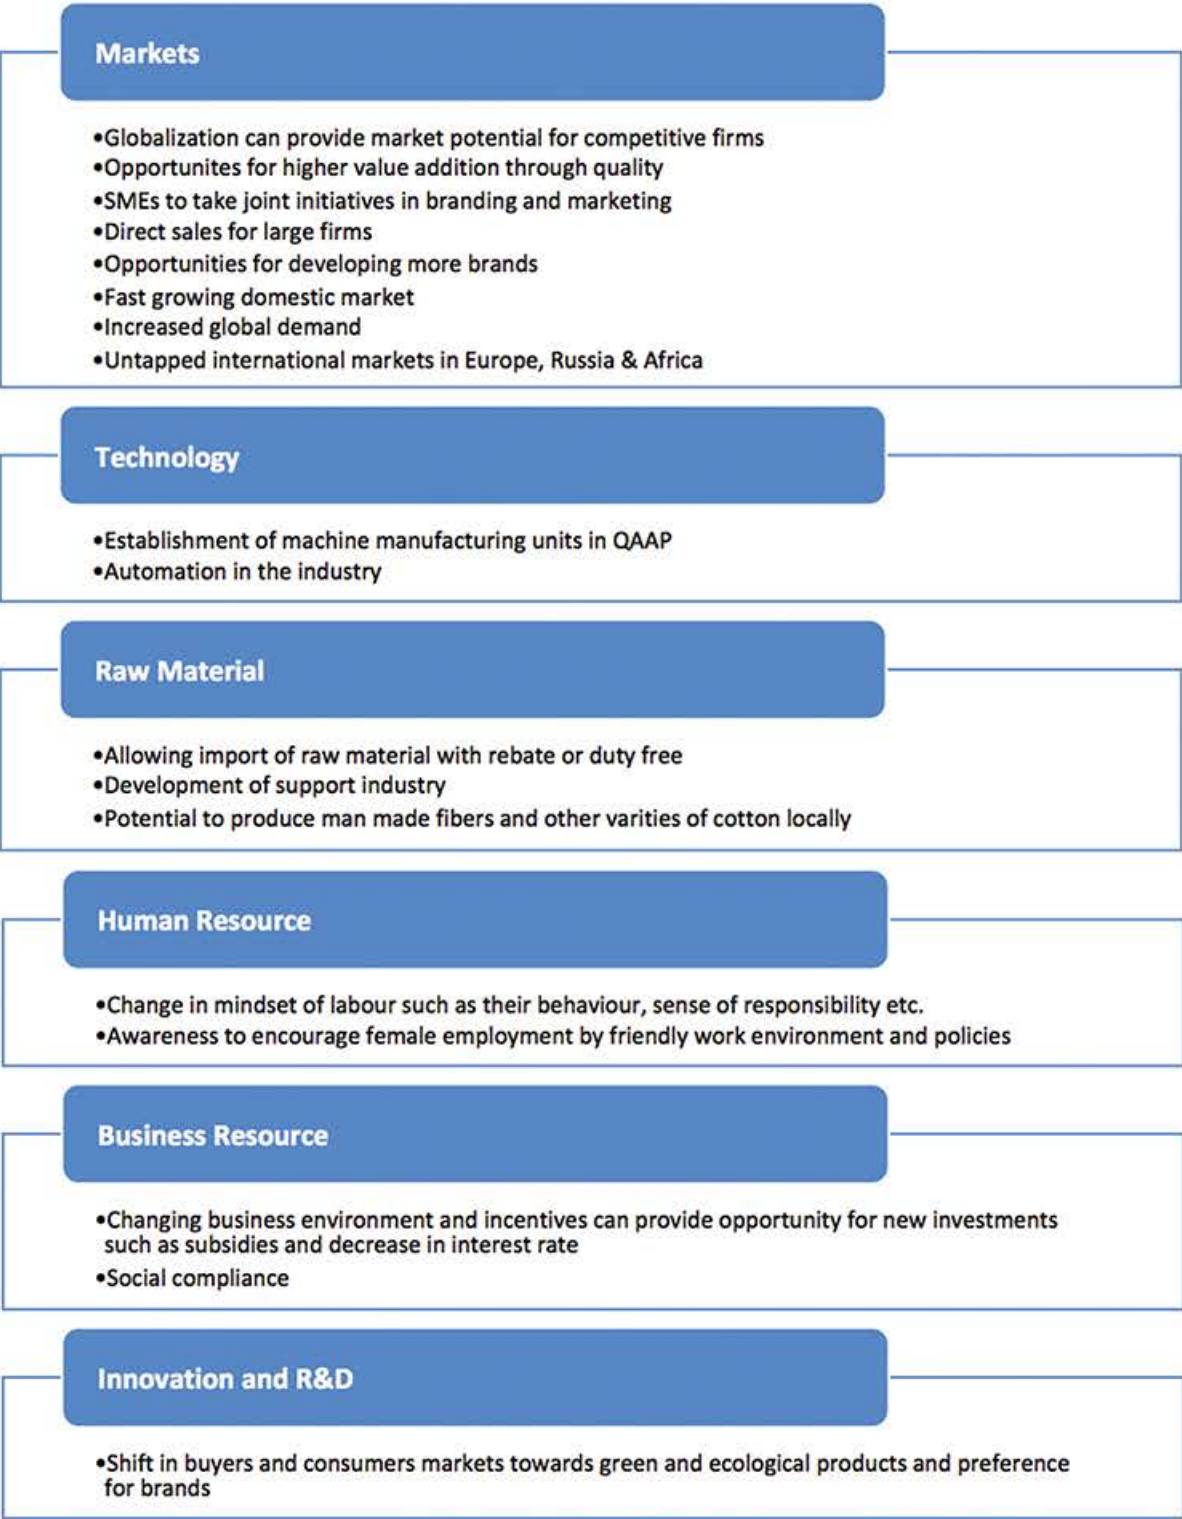 Markets
•Globalization can provide market potential for competitive firms
•Opportunites for higher value addition through quality
•SMEs to take joint initiatives in branding and marketing
•Direct sales for large firms
•Opportunities for developing more brands
•Fast growing domestic market
•Increased global demand
•Untapped international markets in Europe, Russia & Africa
Technology
•Establishment of machine manufacturing units in QAAP
•Automation in the industry
Raw Material
•Allowing import of raw material with rebate or duty free
•Development of support industry
•Potential to produce man made fibers and other varities of cotton locally
Human Resource
•Change in mindset of labour such as their behaviour, sense of responsibility etc.
•Awareness to encourage female employment by friendly work environment and policies
Business Resource
•Changing business environment and incentives can provide opportunity for new investments
such as subsidies and decrease in interest rate
•Social compliance
Innovation and R&D
•Shift in buyers and consumers markets towards green and ecological products and preference
for brands